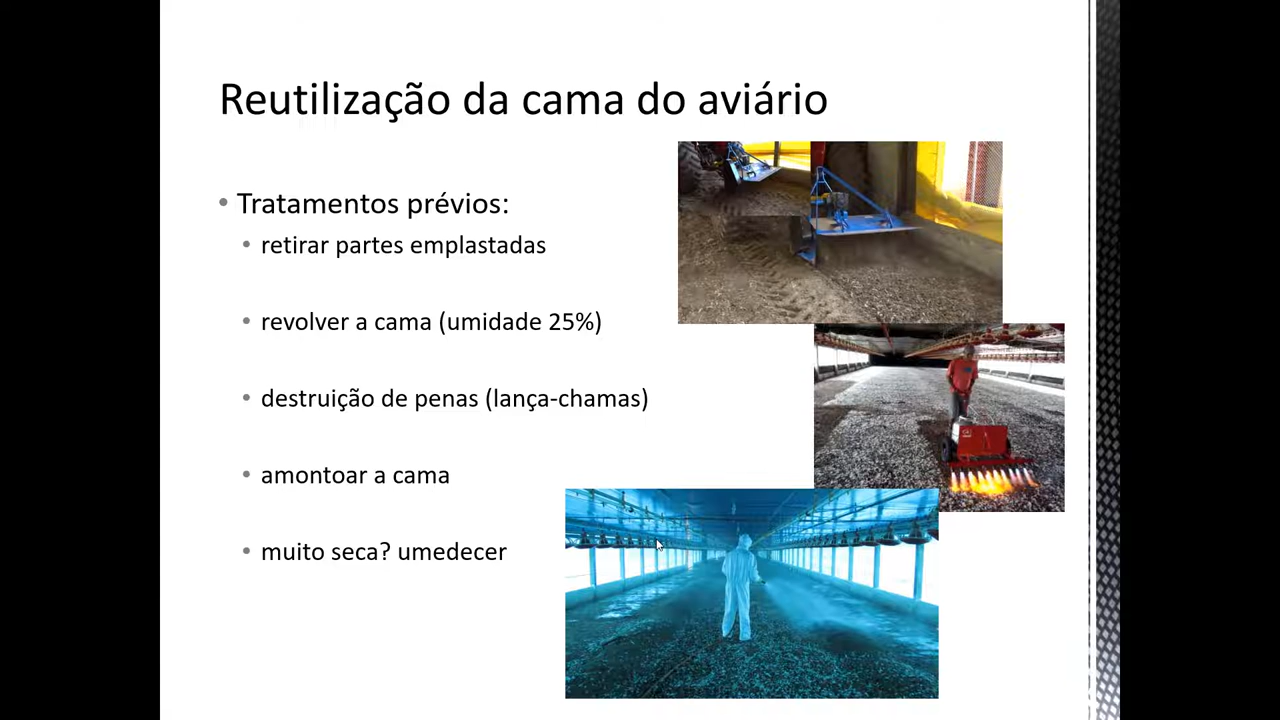 Reutilização da cama do aviário
• Tratamentos prévios:
• retirar partes emplastadas
• revolver a cama (umidade 25%)
• destruição de penas (lança-chamas)
• amontoar a cama
• muito seca? umedecer